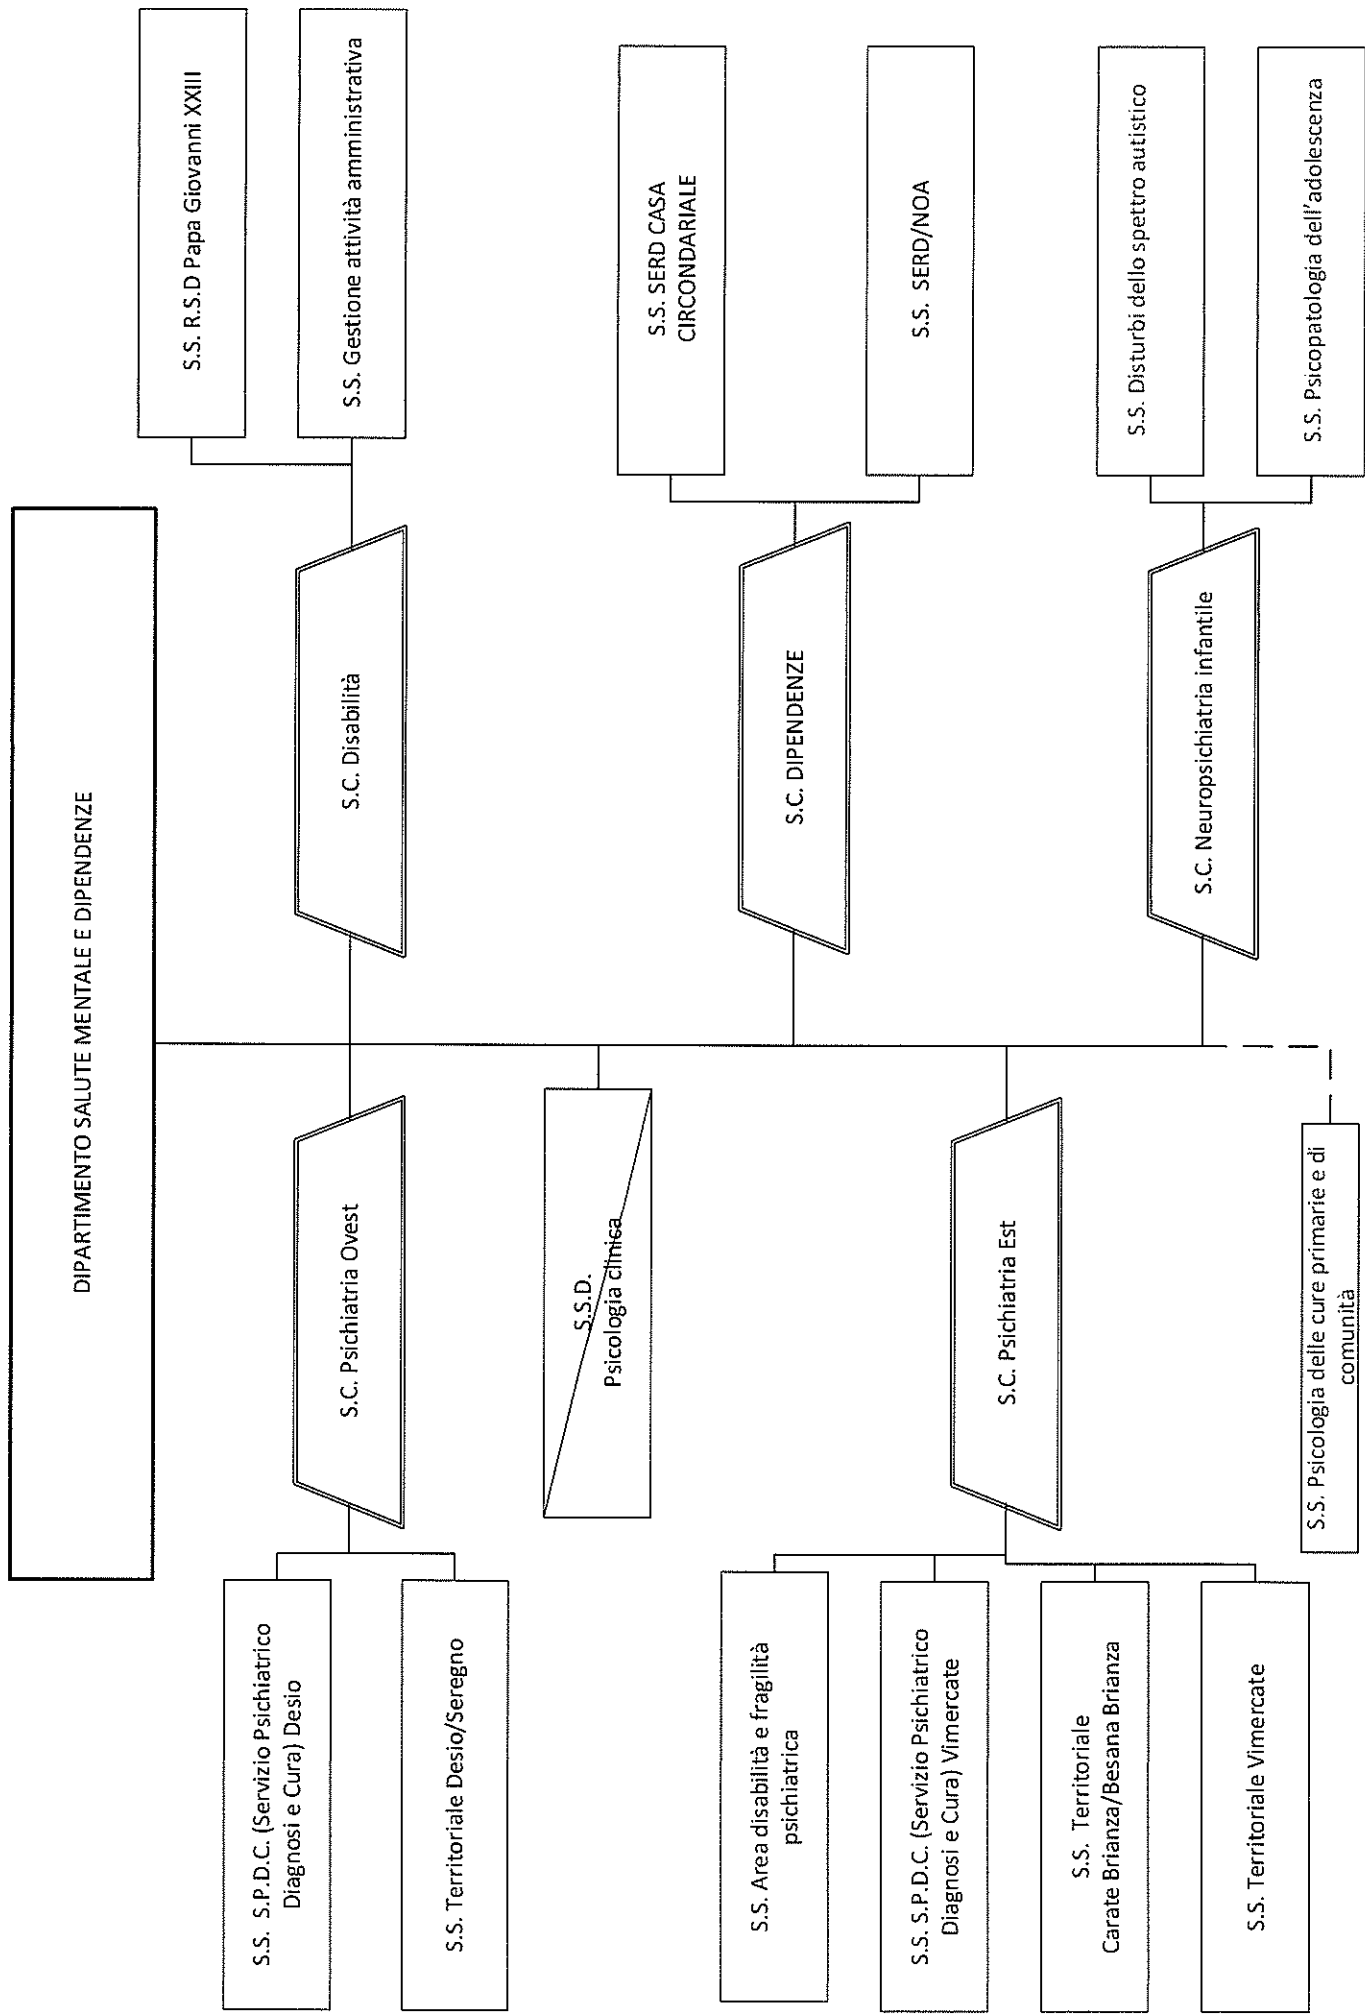 DIPARTIMENTO SALUTE MENTALE E DIPENDENZE
S.S. S.P.D.C. (Servizio Psichiatrico
Diagnosi e Cura) Desio
S.S. Territoriale Desio/Seregno
S.C. Psichiatria Ovest
S.C. Disabilità
S.S. R.S.D Papa Giovanni XXIII
S.S. Gestione attività amministrativa
S.S.D.
Psicologia clinica
S.C. DIPENDENZE
S.S. SERD CASA
CIRCONDARIALE
S.S. SERD/NOA
S.S. Area disabilità e fragilità
psichiatrica
S.S. S.P.D.C. (Servizio Psichiatrico
Diagnosi e Cura) Vimercate
S.S. Territoriale
Carate Brianza/Besana Brianza
S.S. Territoriale Vimercate
S.C. Psichiatria Est
S.C. Neuropsichiatria infantile
S.S. Disturbi dello spettro autistico
S.S. Psicopatologia dell'adolescenza
S.S. Psicologia delle cure primarie e di
comunità